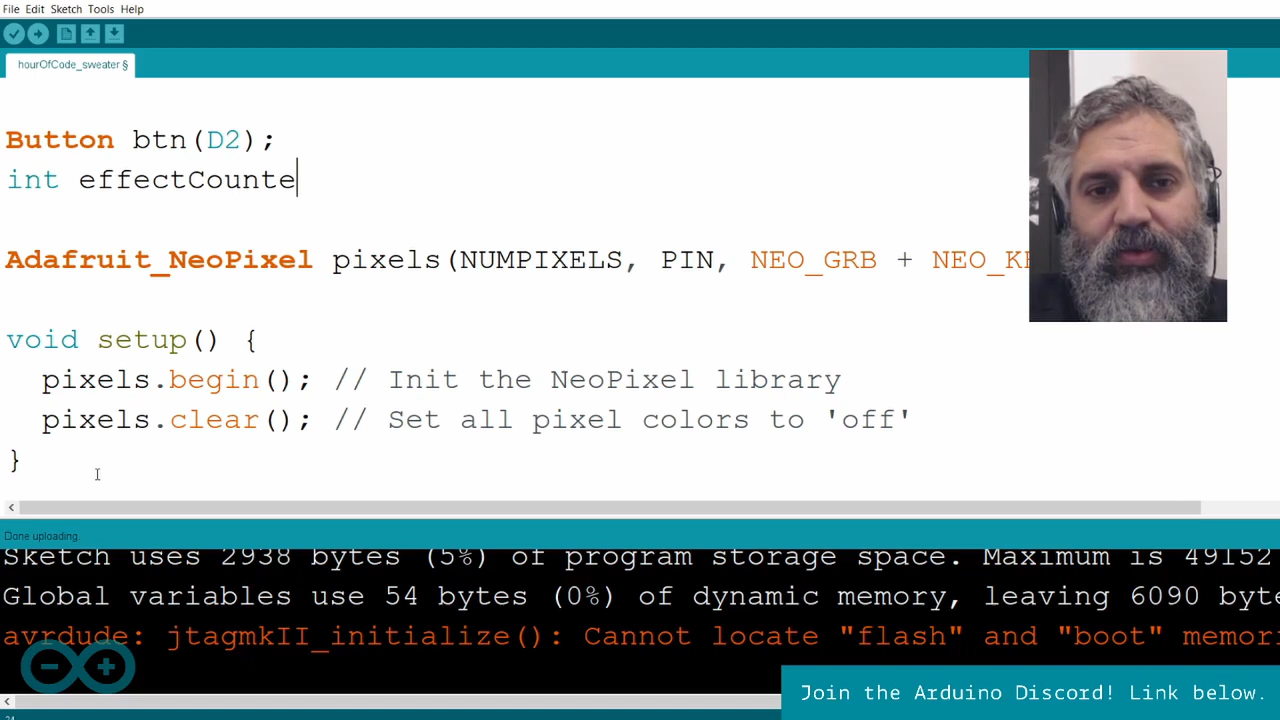 File Edit Sketch Tools Help
hourOfCode_sweater §
Button btn(D2);
int effectCounte
Adafruit_NeoPixel pixels(NUMPIXELS, PIN, NEO_GRB +
void setup() {
pixels.begin(); // Init the NeoPixel library
pixels.clear(); // Set all pixel colors to 'off'
}
Done uploading.
Sketch uses 2938 bytes (5%) of program storage space. Maximum is 49152
Global variables use 54 bytes (0%) of dynamic memory, leaving 6090 byte
avrdude: jtagmkII_initialize(): Cannot locate "flash" and "boot" memori
Join the Arduino Discord! Link below.